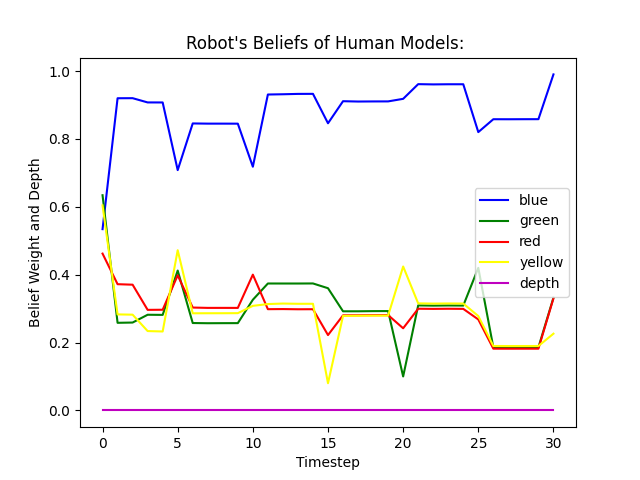 Robot's Beliefs of Human Models:
Belief Weight and Depth
1.0
0.8
0.6
0.4
0.2
0.0
blue
green
red
yellow
depth
0 5 10 15 20 25 30
Timestep